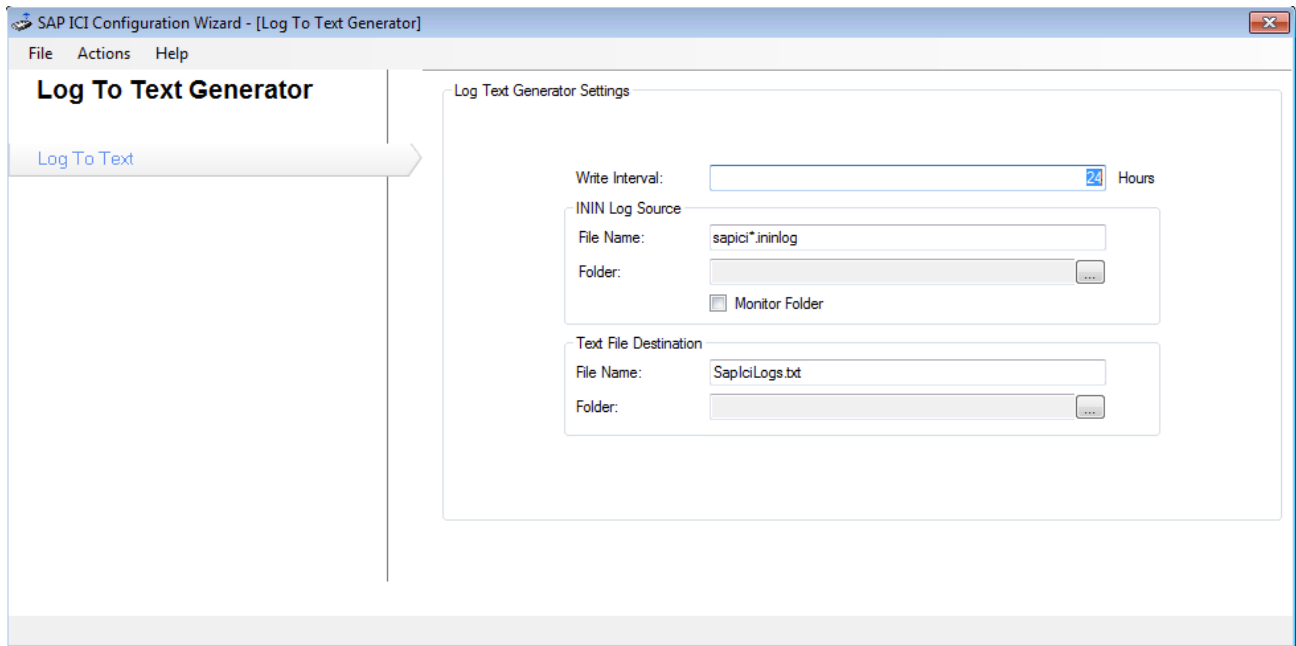 SAP ICI Configuration Wizard - [Log To Text Generator]
File Actions Help
Log To Text Generator
Log To Text
Log Text Generator Settings
Write Interval: 24 Hours
ININ Log Source
File Name: sapici*.ininlog
Folder: ...
Monitor Folder
Text File Destination
File Name: SapIciLogs.txt
Folder: ...